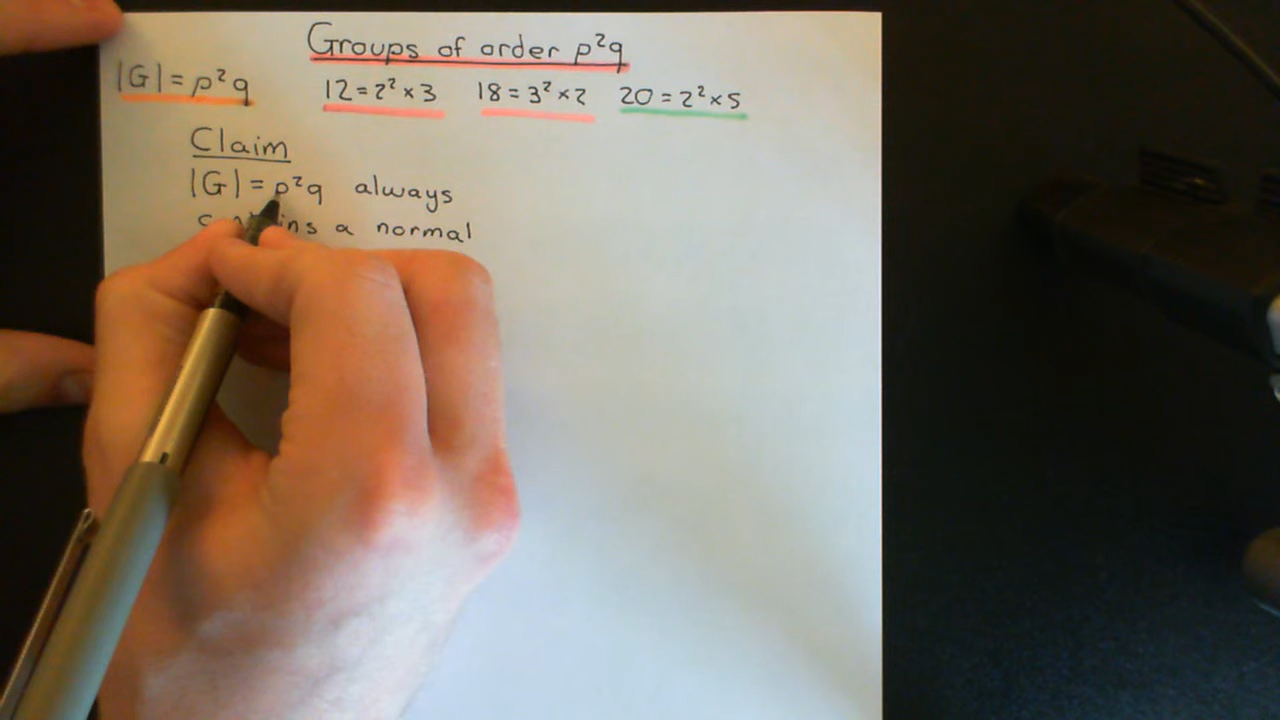 Groups of order p²q
|G| = p²q 12 = 2² × 3 18 = 3² × 2 20 = 2² × 5
Claim
|G| = p²q always
a normal